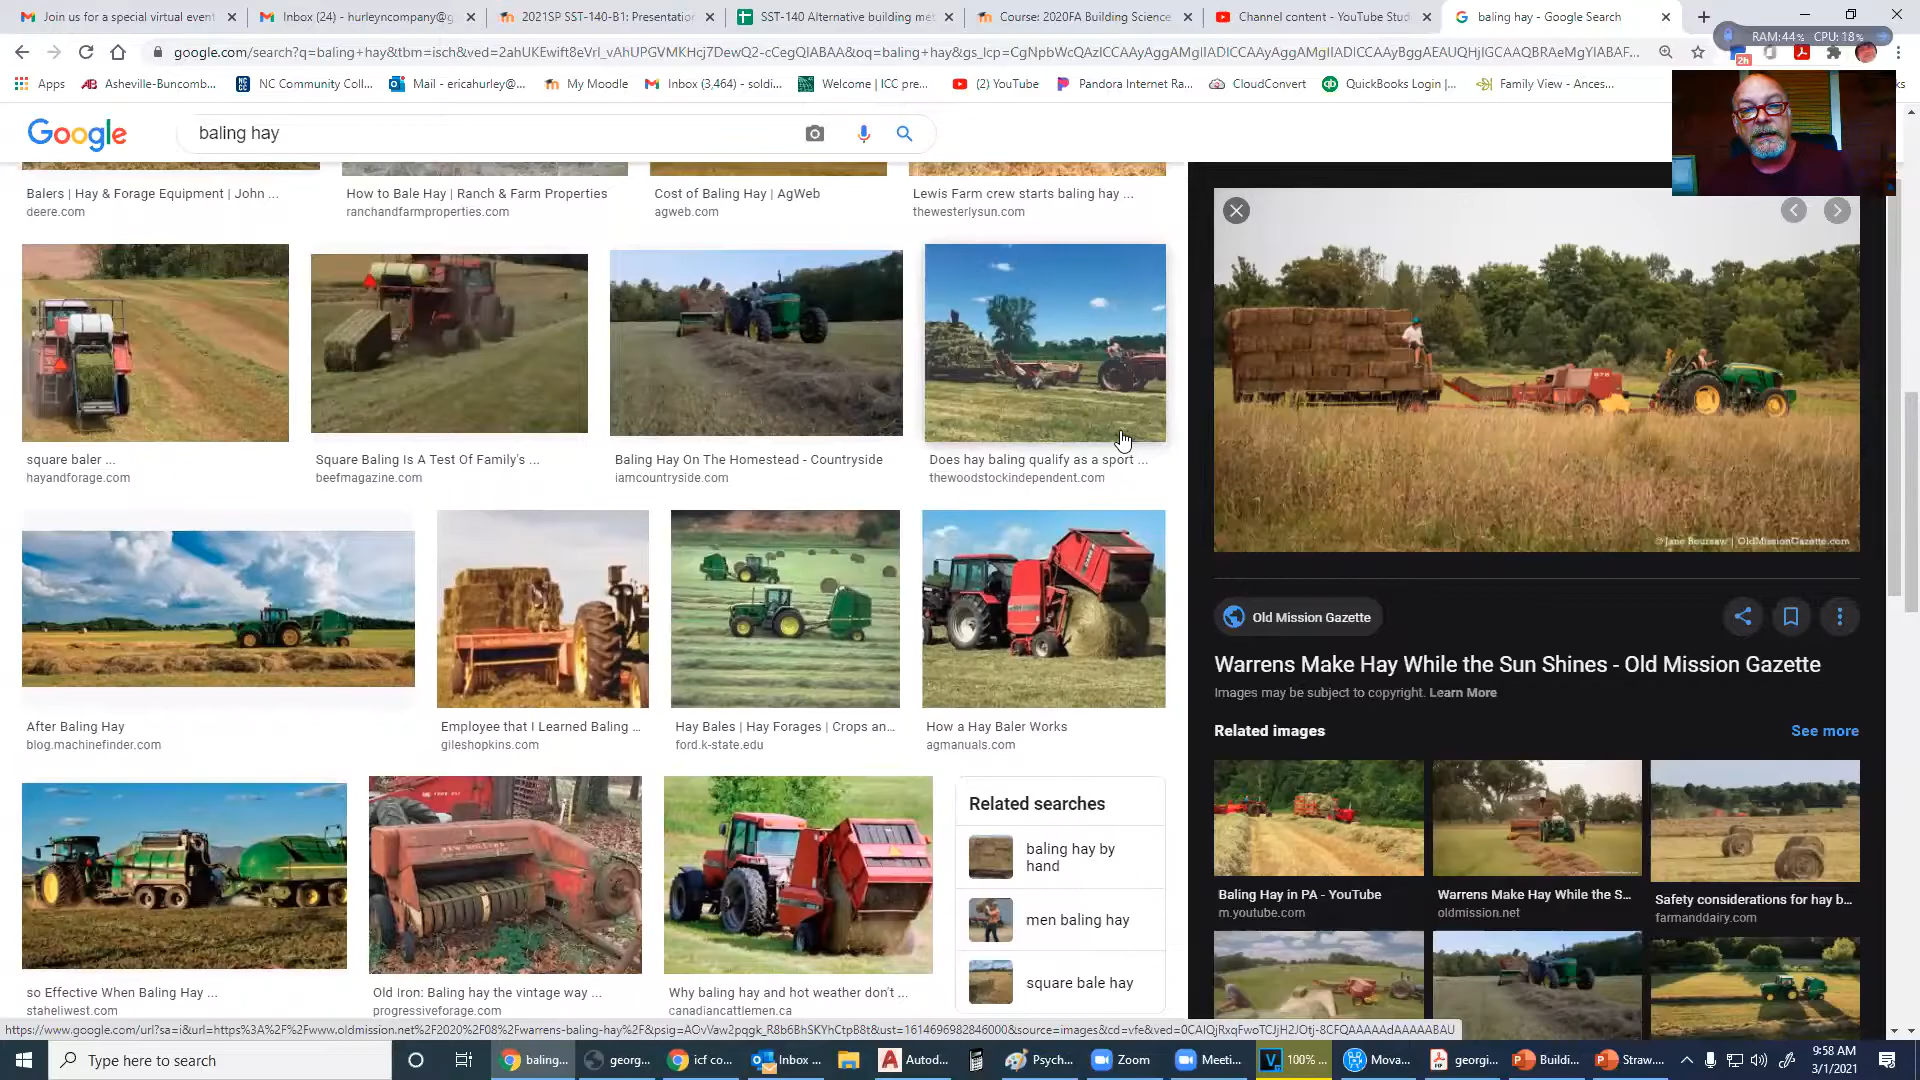 Join us for a special virtual even
Inbox (24) - hurleyncompany@g
2021SP SST-140-B1: Presentatio
SST-140 Alternative building me
Course: 2020FA Building Science
Channel content - YouTube Stud
baling hay - Google Search
google.com/search?q=baling+hay&tbm=isch&ved=2ahUKEwift8eVrI_vAhUPGVMKHcj7DewQ2-cCegQIABAA&oq=baling+hay&gs_lcp=CgNpbWcQAzICCAAyAggAMgIIADICCAAyAggAMgIIADICCAAyBggAEAUQHjIGCAAQBRAeMgYIABAF...
RAM:44% CPU: 18%
2h
Apps
Asheville-Buncomb...
NC Community Coll...
Mail - ericahurley@...
My Moodle
Inbox (3,464) - soldi...
Welcome | ICC pre...
(2) YouTube
Pandora Internet Ra...
CloudConvert
QuickBooks Login |...
Family View - Ances...
Google
baling hay
Balers | Hay & Forage Equipment | John ...
deere.com
How to Bale Hay | Ranch & Farm Properties
ranchandfarmproperties.com
Cost of Baling Hay | AgWeb
agweb.com
Lewis Farm crew starts baling hay ...
thewesterlysun.com
square baler ...
hayandforage.com
Square Baling Is A Test Of Family's ...
beefmagazine.com
Baling Hay On The Homestead - Countryside
iamcountryside.com
Does hay baling qualify as a sport ...
thewoodstockindependent.com
After Baling Hay
blog.machinefinder.com
Employee that I Learned Baling ...
gileshopkins.com
Hay Bales | Hay Forages | Crops an...
ford.k-state.edu
How a Hay Baler Works
agmanuals.com
so Effective When Baling Hay ...
staheliwest.com
NEW HOLLAND
Old Iron: Baling hay the vintage way ...
progressiveforage.com
Why baling hay and hot weather don't ...
canadiancattlemen.ca
Related searches
baling hay by
hand
men baling hay
square bale hay
© Jane Boursaw | OldMissionGazette.com
Old Mission Gazette
Warrens Make Hay While the Sun Shines - Old Mission Gazette
Images may be subject to copyright. Learn More
Related images
See more
Baling Hay in PA - YouTube
m.youtube.com
Warrens Make Hay While the S...
oldmission.net
Safety considerations for hay b...
farmanddairy.com
Type here to search
baling...
georg...
icf co...
Inbox ...
Autod...
Psych...
Zoom
Meeti...
100% ...
Mova...
georgi...
Buildi...
Straw....
9:58 AM
3/1/2021